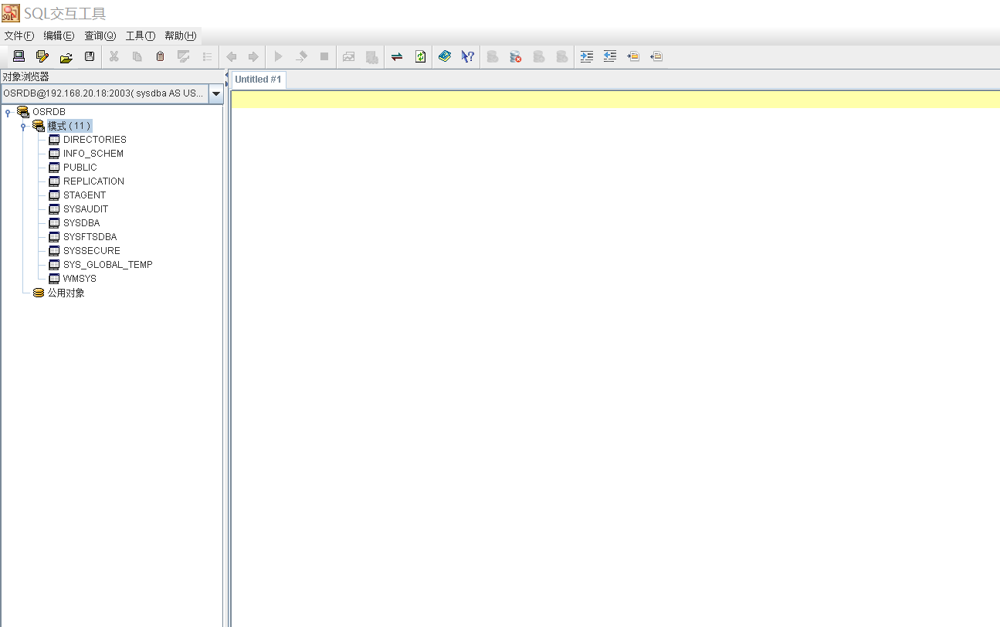 SQL交互工具
文件(F) 编辑(E) 查询(Q) 工具(T) 帮助(H)
对象浏览器
OSRDB@192.168.20.18:2003( sysdba AS US...
Untitled #1
OSRDB
模式 ( 11 )
DIRECTORIES
INFO_SCHEM
PUBLIC
REPLICATION
STAGENT
SYSAUDIT
SYSDBA
SYSFTSDBA
SYSSECURE
SYS_GLOBAL_TEMP
WMSYS
公用对象